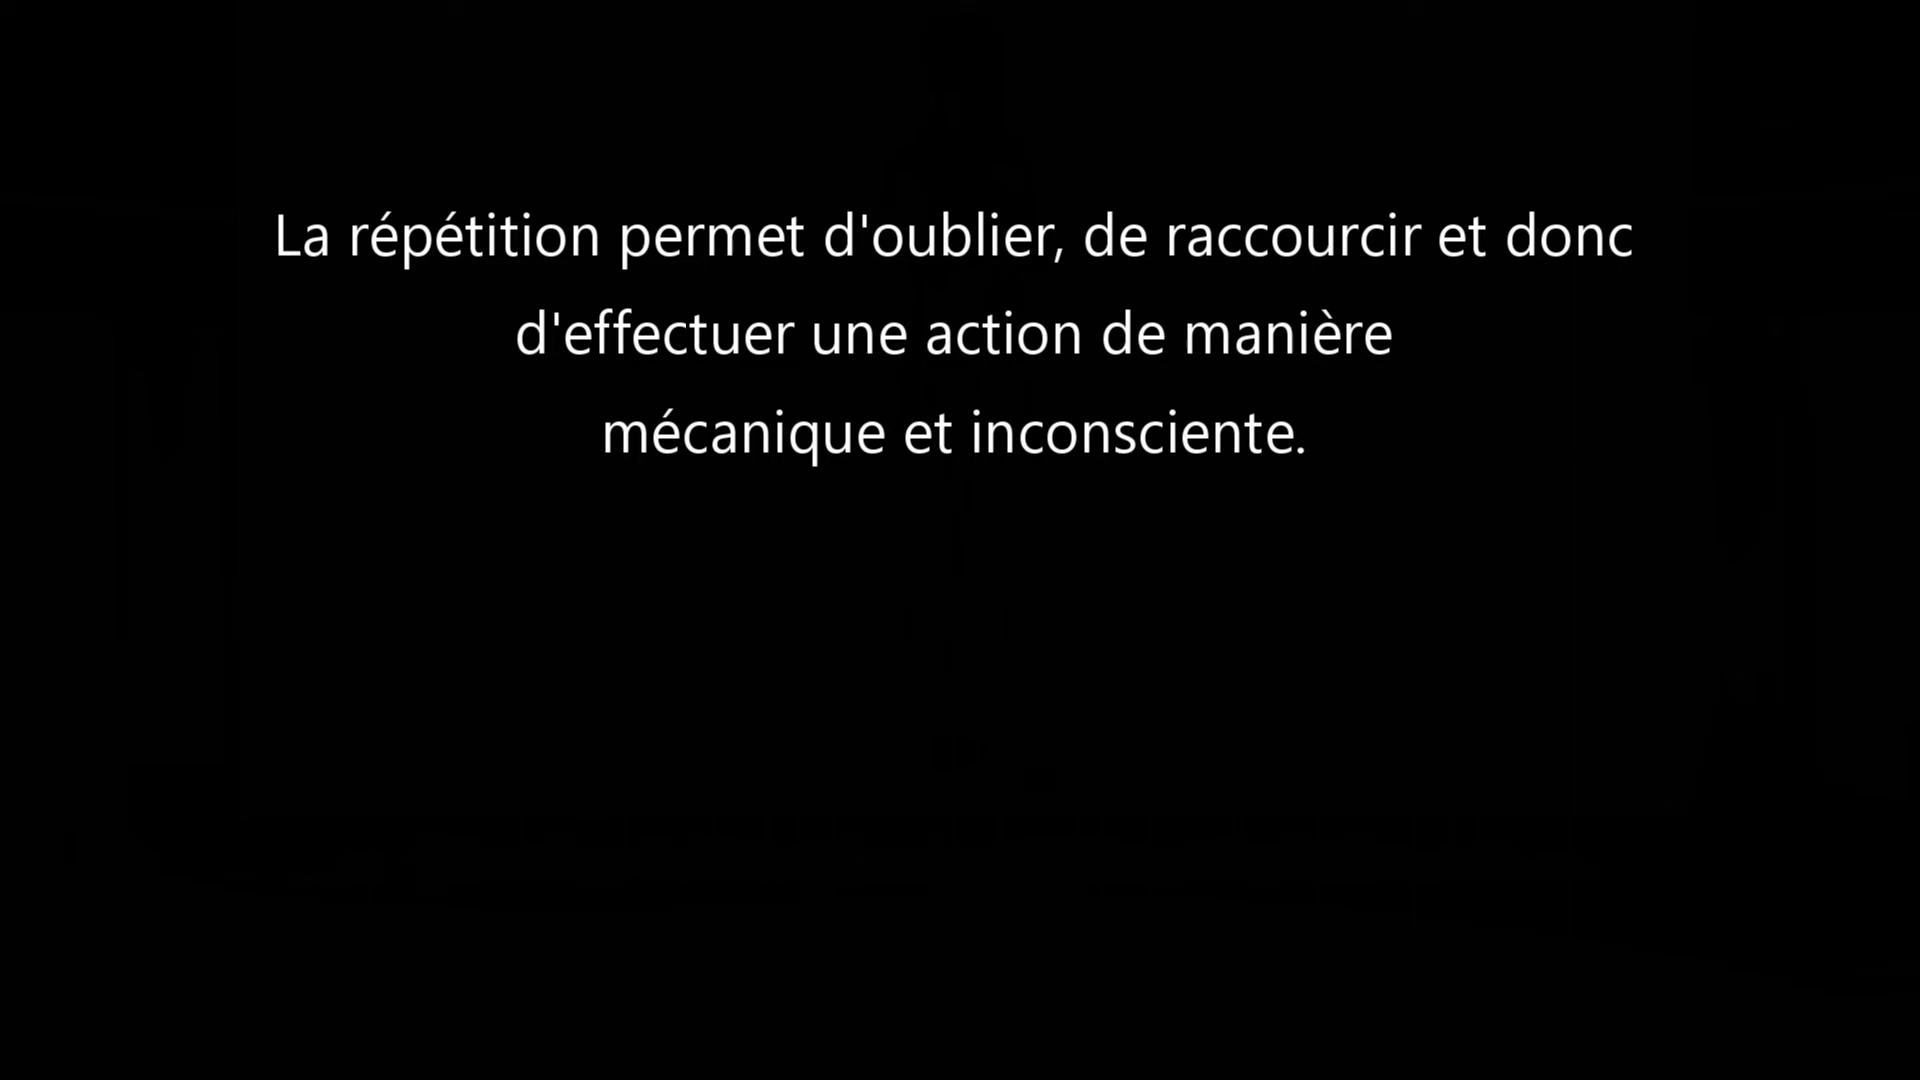 La répétition permet d'oublier, de raccourcir et donc
d'effectuer une action de manière
mécanique et inconsciente.